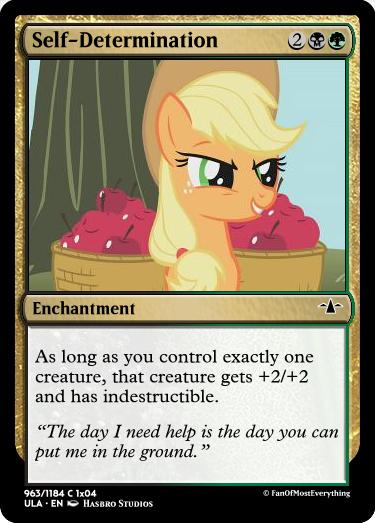 Self-Determination 2
Enchantment
As long as you control exactly one
creature, that creature gets +2/+2
and has indestructible.
“The day I need help is the day you can
put me in the ground.”
963/1184 C 1x04
ULA · EN Hasbro Studios © FanOfMostEverything